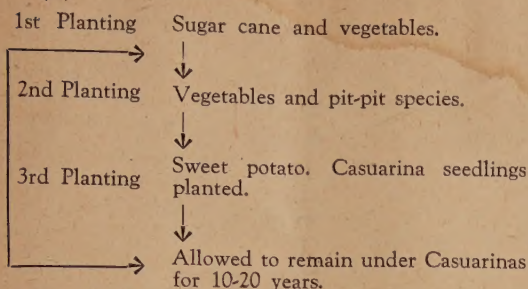 1st Planting Sugar cane and vegetables.
2nd Planting Vegetables and pit-pit species.
3rd Planting Sweet potato. Casuarina seedlings
planted.
Allowed to remain under Casuarinas
for 10-20 years.